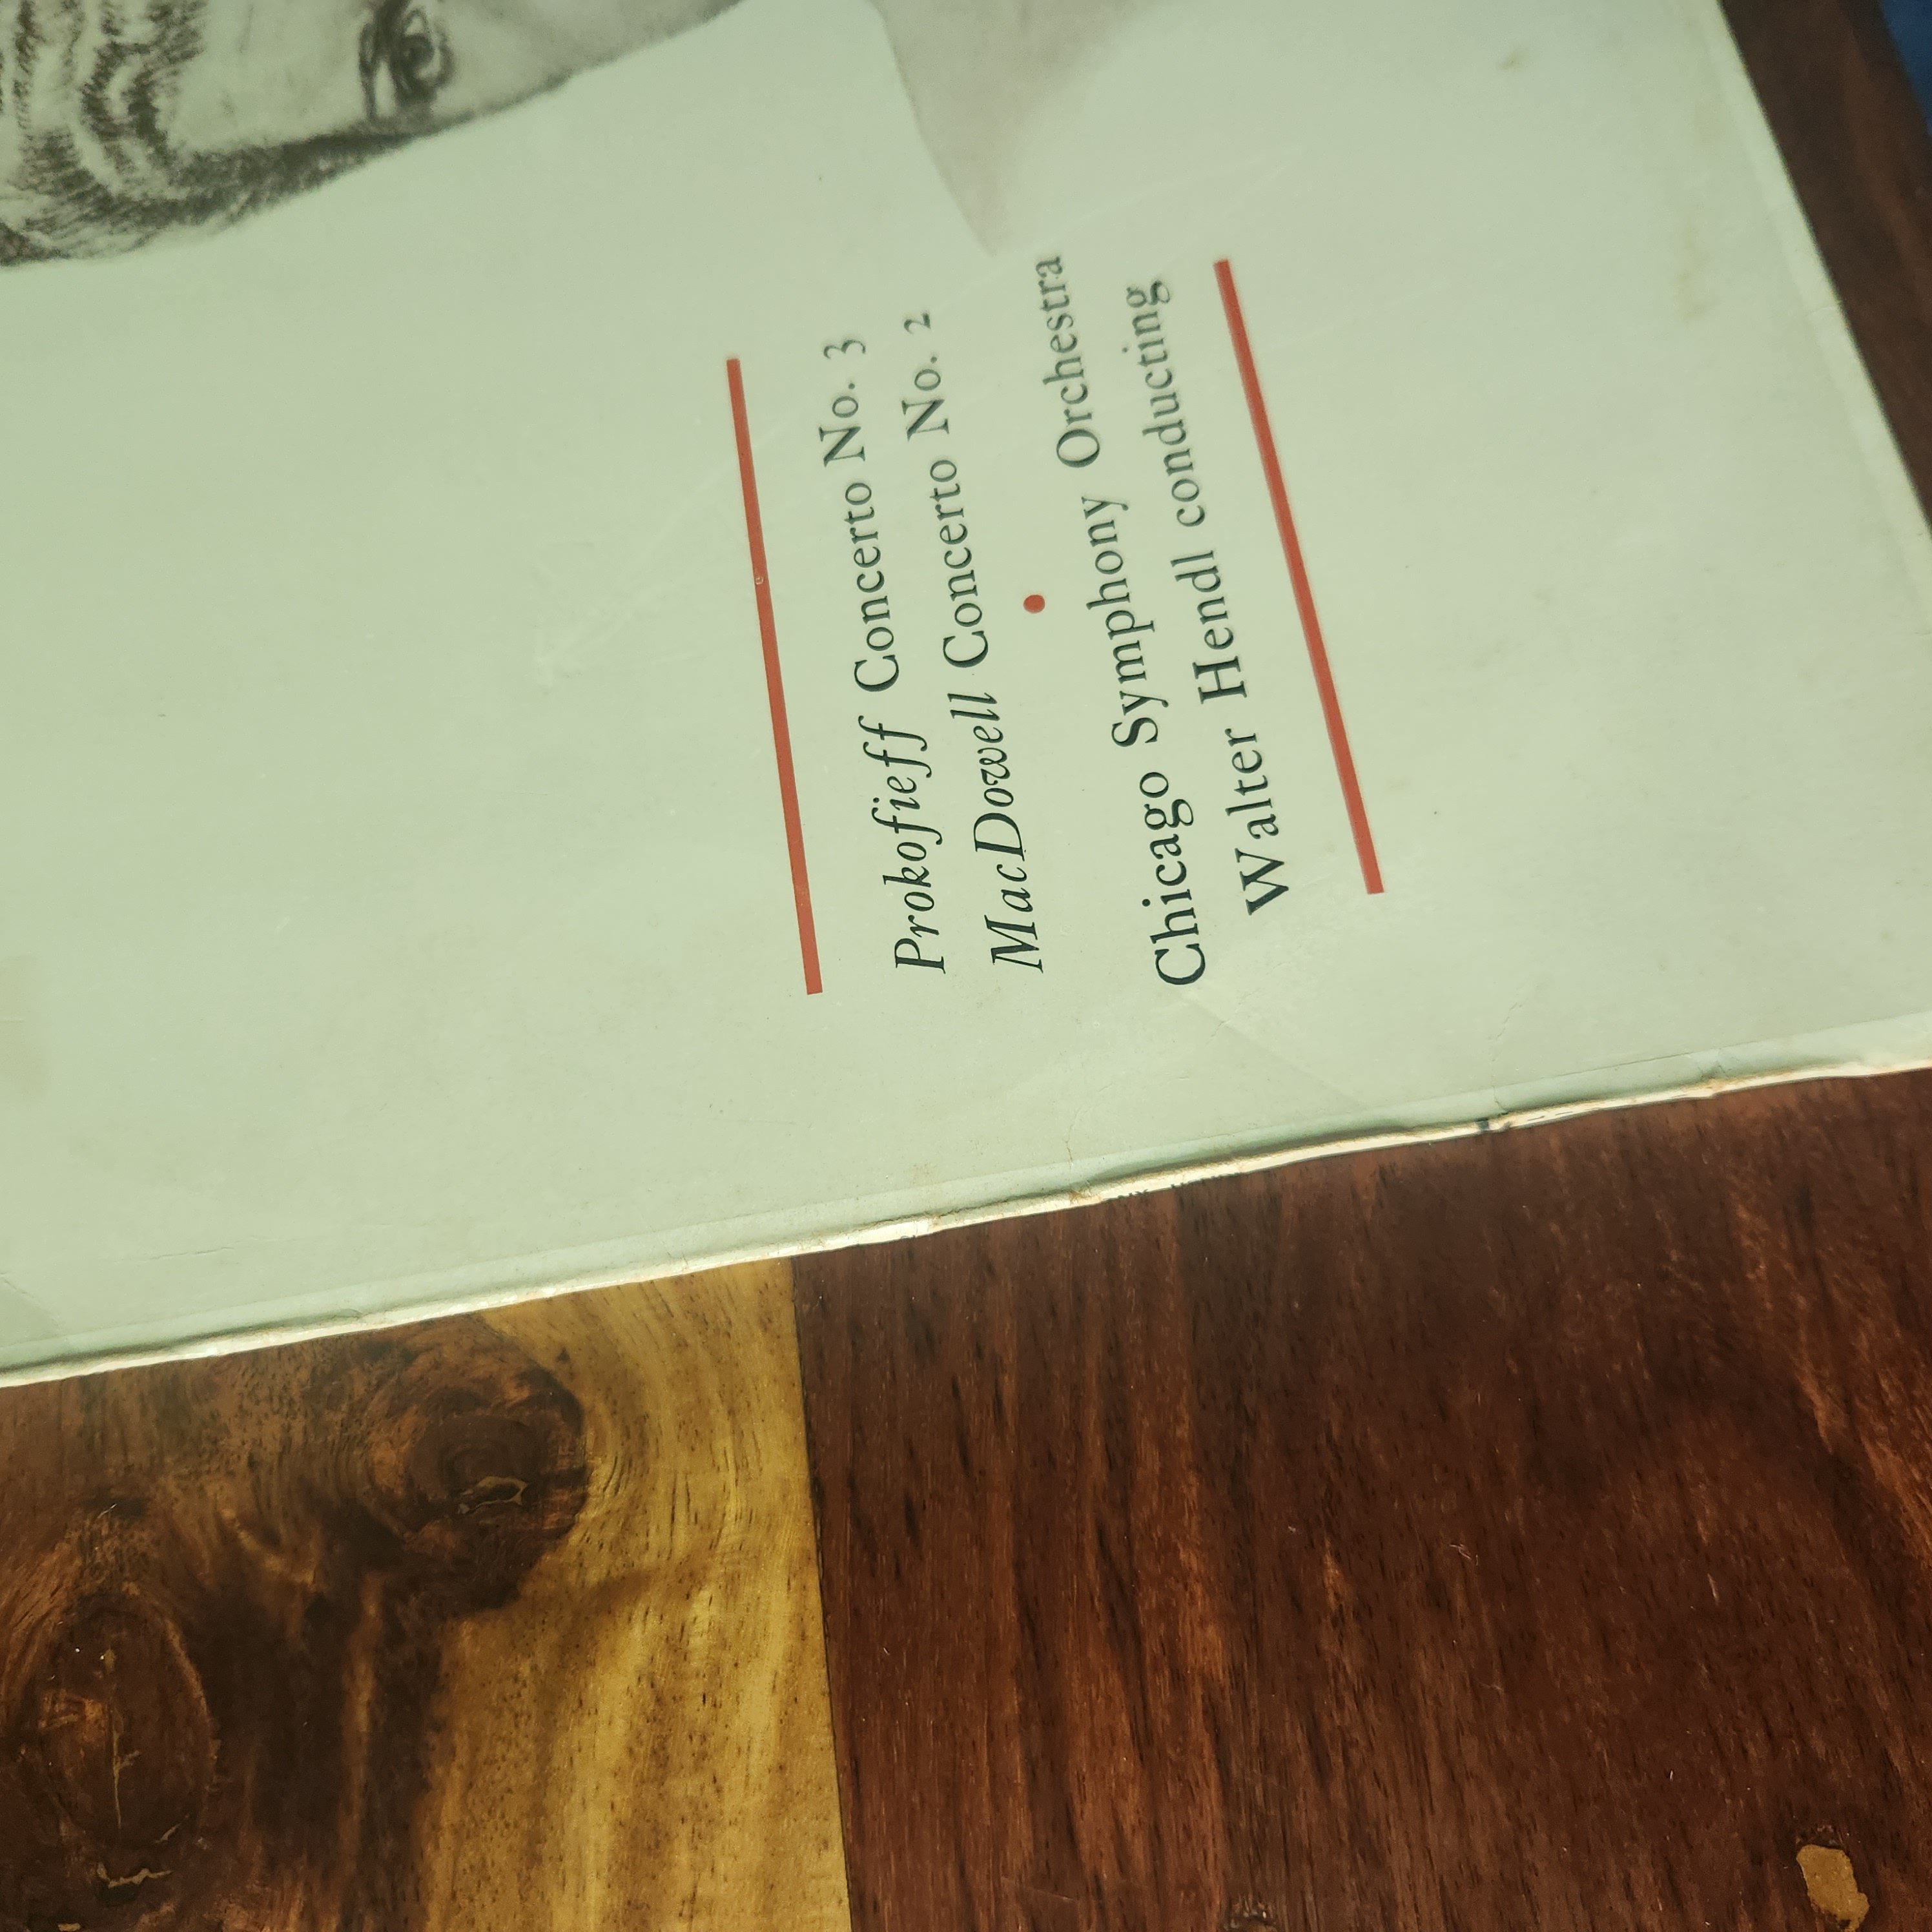 Prokofieff Concerto No. 3
MacDowell Concerto No. 2
Chicago Symphony Orchestra
Walter Hendl conducting